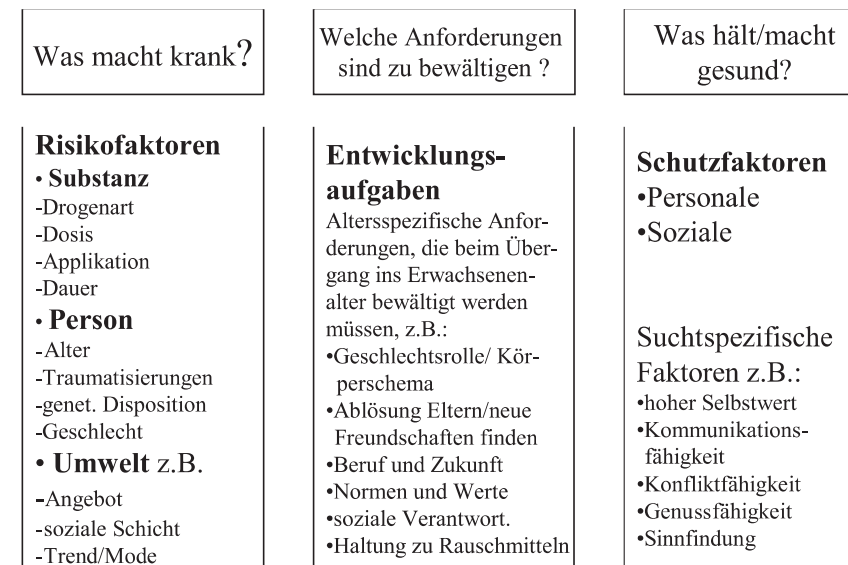 Was macht krank?
Risikofaktoren
• Substanz
-Drogenart
-Dosis
-Applikation
-Dauer
• Person
-Alter
-Traumatisierungen
-genet. Disposition
-Geschlecht
• Umwelt z.B.
-Angebot
-soziale Schicht
-Trend/Mode
Welche Anforderungen
sind zu bewältigen ?
Entwicklungs-
aufgaben
Altersspezifische Anfor-
derungen, die beim Über-
gang ins Erwachsenen-
alter bewältigt werden
müssen, z.B.:
•Geschlechtsrolle/ Kör-
perschema
•Ablösung Eltern/neue
Freundschaften finden
•Beruf und Zukunft
•Normen und Werte
•soziale Verantwort.
•Haltung zu Rauschmitteln
Was hält/macht
gesund?
Schutzfaktoren
•Personale
•Soziale
Suchtspezifische
Faktoren z.B.:
•hoher Selbstwert
•Kommunikations-
fähigkeit
•Konfliktfähigkeit
•Genussfähigkeit
•Sinnfindung